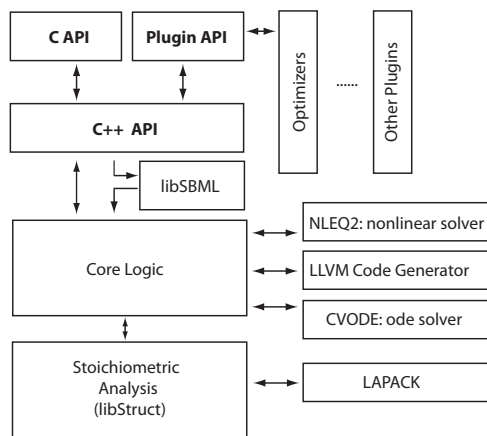 C API
Plugin API
Optimizers
......
Other Plugins
C++ API
libSBML
Core Logic
NLEQ2: nonlinear solver
LLVM Code Generator
CVODE: ode solver
Stoichiometric
Analysis
(libStruct)
LAPACK